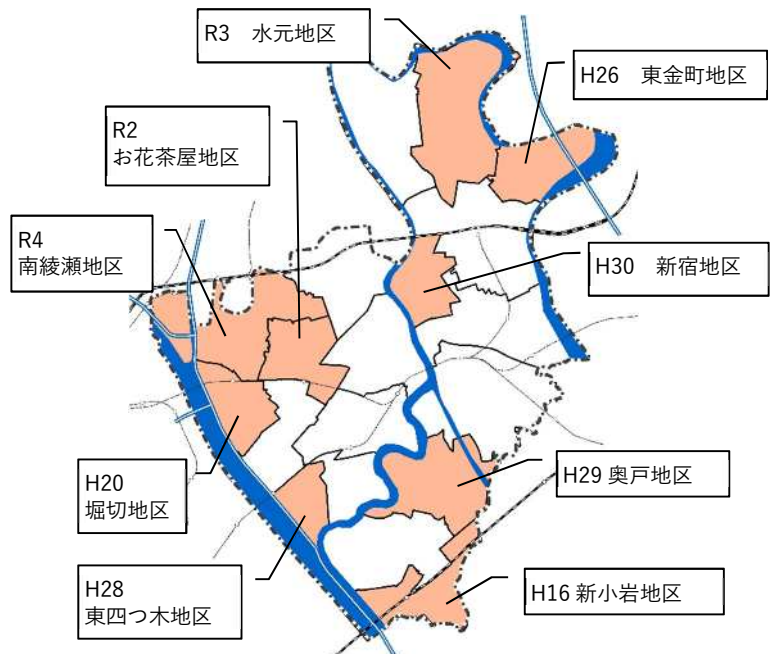 R3　水元地区
H26　東金町地区
R2
お花茶屋地区
R4
南綾瀬地区
H30　新宿地区
H20
堀切地区
H29 奥戸地区
H28
東四つ木地区
H16 新小岩地区